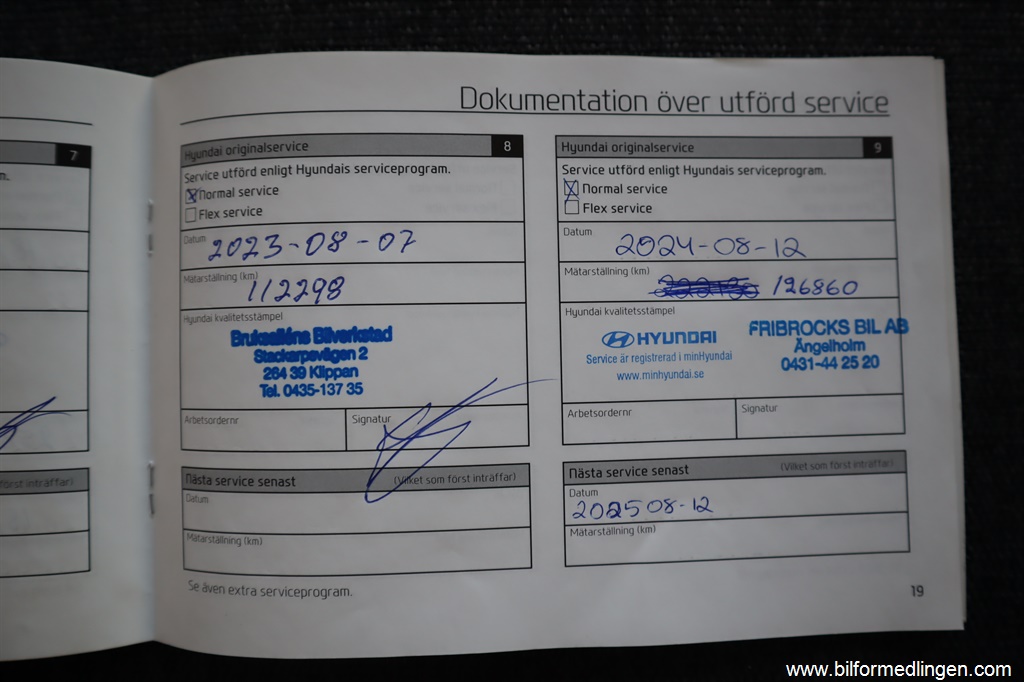 Dokumentation över utförd service
7
n.
först inträffar)
Hyundai originalservice 8
Service utförd enligt Hyundais serviceprogram.
Normal service
Flex service
Datum 2023-08-07
Mätarställning (km) 112298
Hyundai kvalitetsstämpel
Bruksalléns Bilverkstad
Stackarpsvägen 2
264 39 Klippan
Tel. 0435-137 35
Arbetsordernr Signatur
Nästa service senast (Vilket som först inträffar)
Datum
Mätarställning (km)
Se även extra serviceprogram.
Hyundai originalservice 9
Service utförd enligt Hyundais serviceprogram.
Normal service
Flex service
Datum 2024-08-12
Mätarställning (km) 126860
Hyundai kvalitetsstämpel
HYUNDAI
Service är registrerad i minHyundai
www.minhyundai.se
FRIBROCKS BIL AB
Ängelholm
0431-44 25 20
Arbetsordernr Signatur
Nästa service senast (Vilket som först inträffar)
Datum
2025 08-12
Mätarställning (km)
19
www.bilformedlingen.com